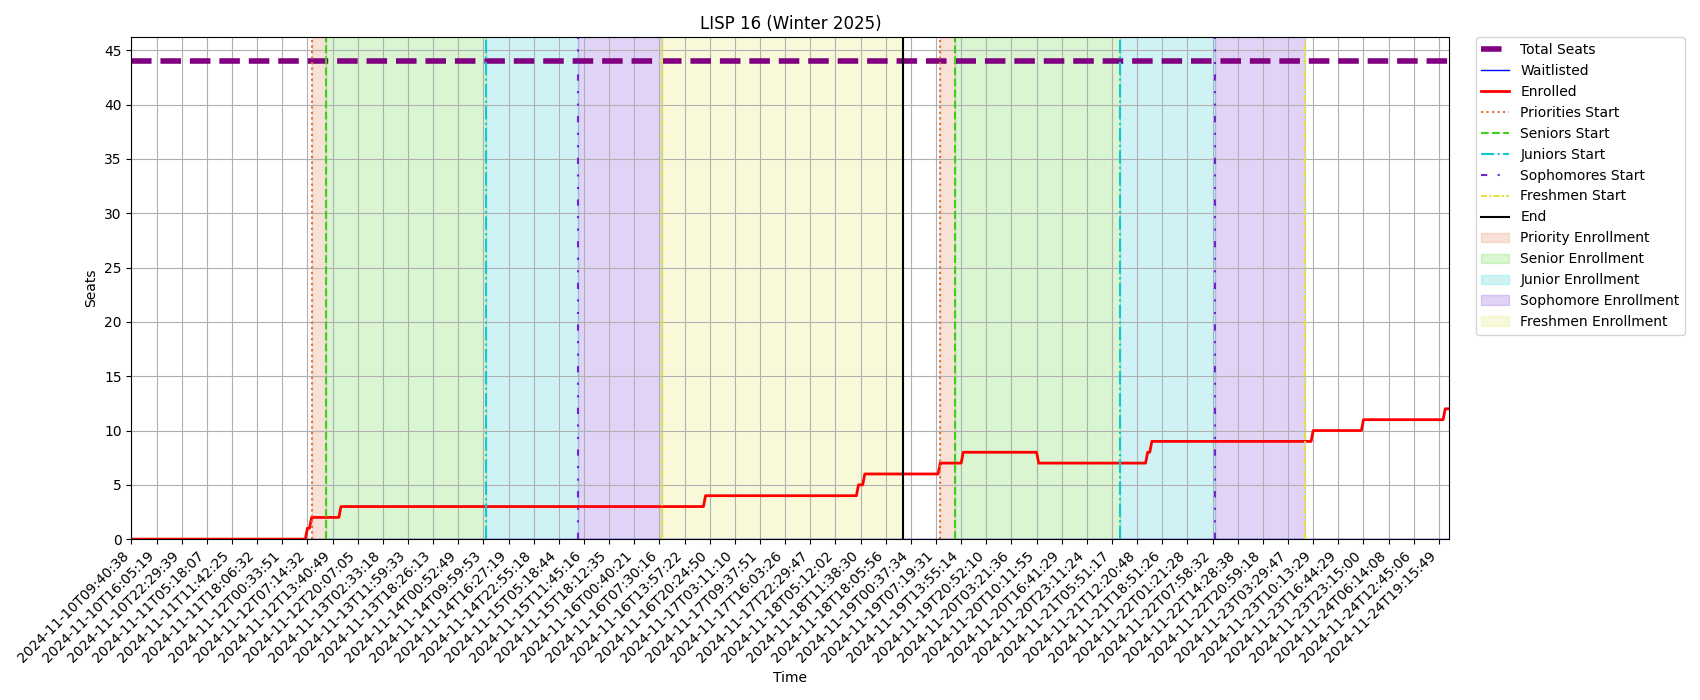 LISP 16 (Winter 2025)
45
40
35
30
25
20
15
10
5
0
Seats
2024-11-10T09:40:38
2024-11-10T16:05:19
2024-11-10T22:29:39
2024-11-11T05:18:07
2024-11-11T11:42:25
2024-11-11T18:06:32
2024-11-12T00:33:51
2024-11-12T07:14:32
2024-11-12T13:40:49
2024-11-12T20:07:05
2024-11-13T02:33:18
2024-11-13T11:59:33
2024-11-13T18:26:13
2024-11-14T00:52:49
2024-11-14T09:59:53
2024-11-14T16:27:19
2024-11-14T22:55:18
2024-11-15T05:18:44
2024-11-15T11:45:16
2024-11-15T18:12:35
2024-11-16T00:40:21
2024-11-16T07:30:16
2024-11-16T13:57:22
2024-11-16T20:24:50
2024-11-17T03:11:10
2024-11-17T09:37:51
2024-11-17T16:03:26
2024-11-17T22:29:47
2024-11-18T05:12:02
2024-11-18T11:38:30
2024-11-18T18:05:56
2024-11-19T00:37:34
2024-11-19T07:19:31
2024-11-19T13:55:14
2024-11-19T20:52:10
2024-11-20T03:21:36
2024-11-20T10:11:55
2024-11-20T16:41:29
2024-11-20T23:11:24
2024-11-21T05:51:17
2024-11-21T12:20:48
2024-11-21T18:51:26
2024-11-22T01:21:28
2024-11-22T07:58:32
2024-11-22T14:28:38
2024-11-22T20:59:18
2024-11-23T03:29:47
2024-11-23T10:13:29
2024-11-23T16:44:29
2024-11-23T23:15:00
2024-11-24T06:14:08
2024-11-24T12:45:06
2024-11-24T19:15:49
Time
Total Seats
Waitlisted
Enrolled
Priorities Start
Seniors Start
Juniors Start
Sophomores Start
Freshmen Start
End
Priority Enrollment
Senior Enrollment
Junior Enrollment
Sophomore Enrollment
Freshmen Enrollment